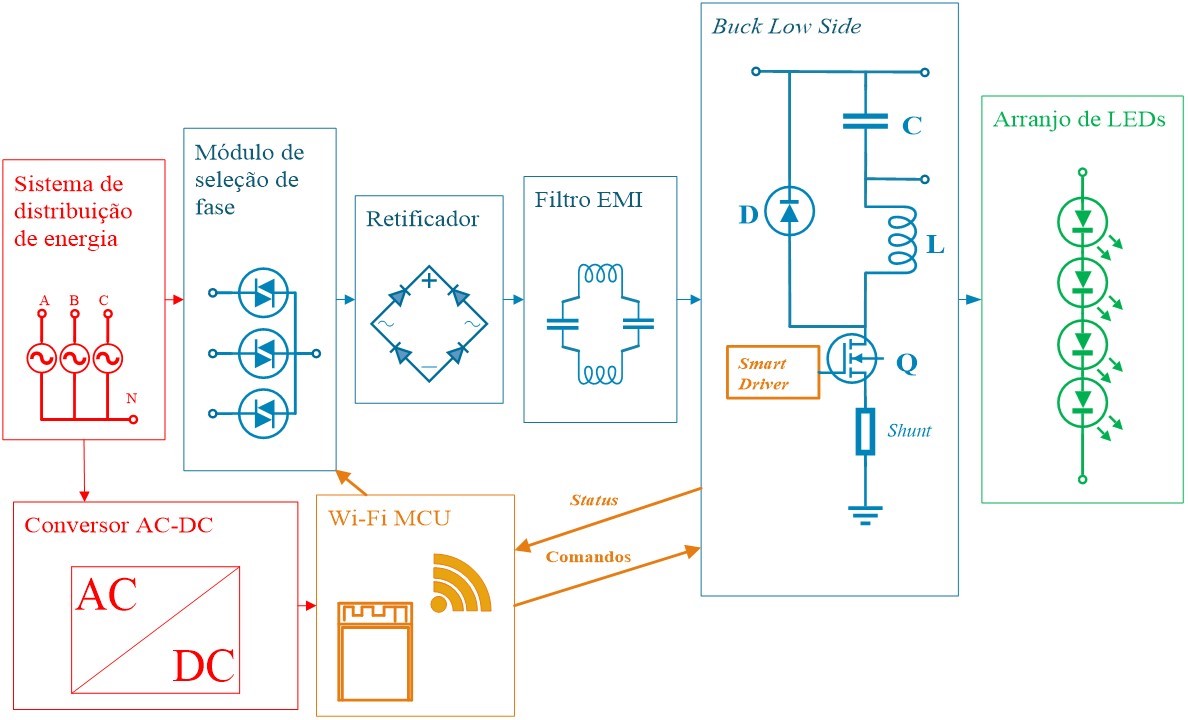 Buck Low Side
C
D
L
Smart
Driver
Q
Shunt
Arranjo de LEDs
Módulo de
seleção de
fase
Sistema de
distribuição
de energia
A B C
N
Retificador
+
–
Filtro EMI
Status
Comandos
Conversor AC-DC
AC
DC
Wi-Fi MCU